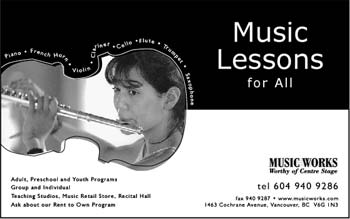 Music
Lessons
for All
Piano • French Horn • Violin • Clarinet • Cello • Flute • Trumpet • Saxophone
MUSIC WORKS
Worthy of Centre Stage
Adult, Preschool and Youth Programs
Group and Individual
Teaching Studios, Music Retail Store, Recital Hall
Ask about our Rent to Own Program
tel 604 940 9286
fax 940 9287 • www.musicworks.com
1463 Cochrane Avenue, Vancouver, BC V6G 1N3